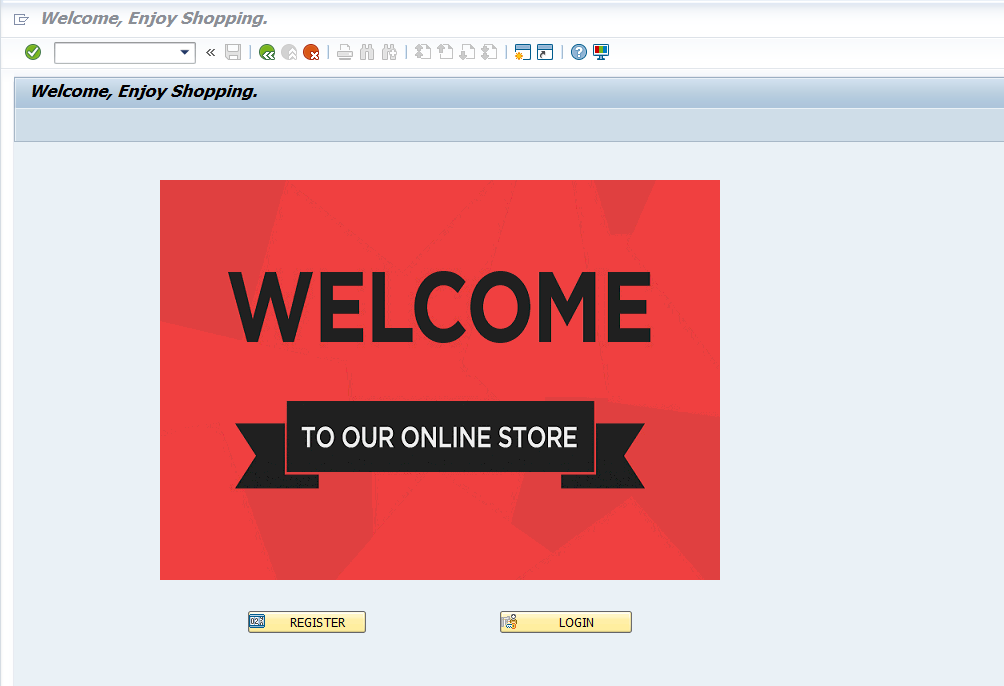 Welcome, Enjoy Shopping.
Welcome, Enjoy Shopping.
WELCOME
TO OUR ONLINE STORE
REGISTER
LOGIN